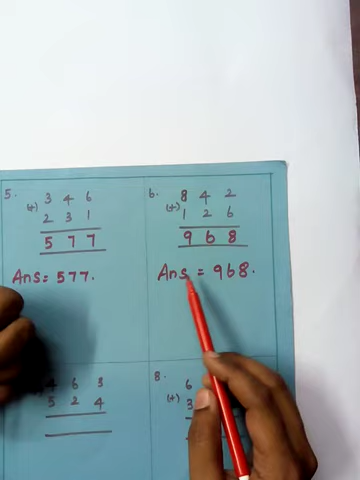 5.
3 4 6
(+) 2 3 1
5 7 7
Ans = 577.
6.
8 4 2
(+) 1 2 6
9 6 8
Ans = 968.
4 6 3
5 2 4
8.
6
(+) 3